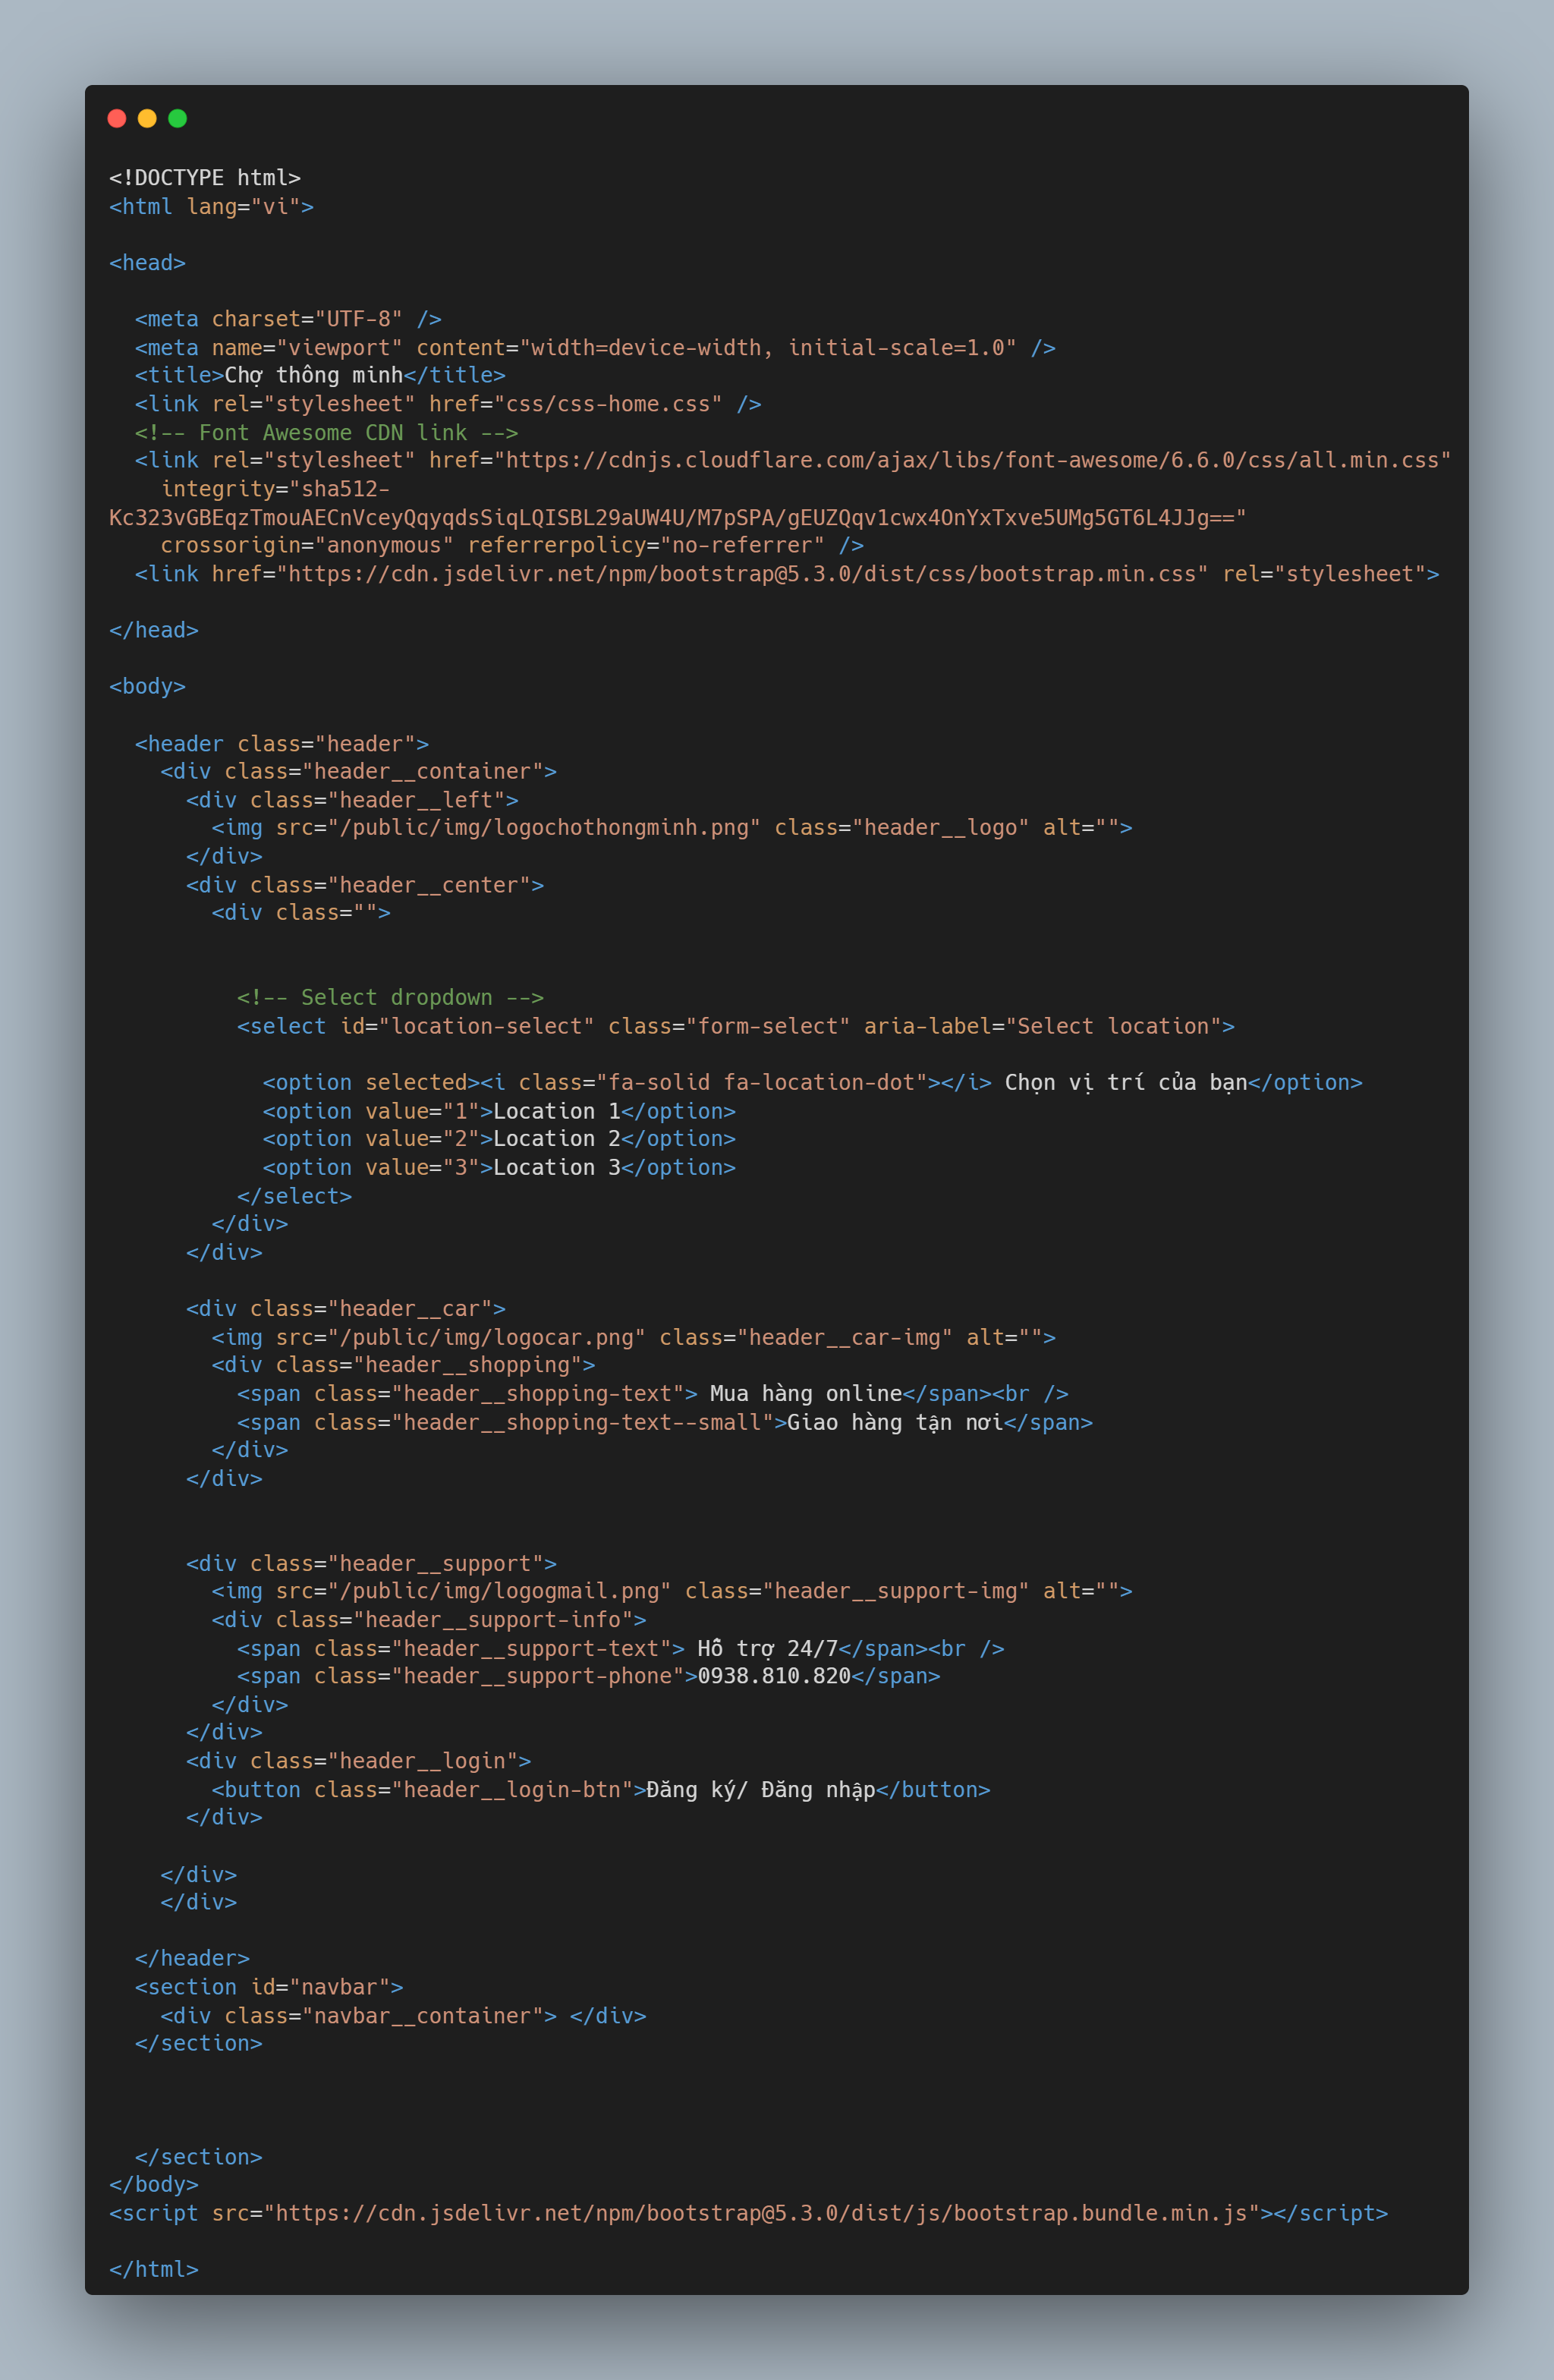 <!DOCTYPE html>
<html lang="vi">
<head>
<meta charset="UTF-8" />
<meta name="viewport" content="width=device-width, initial-scale=1.0" />
<title>Chợ thông minh</title>
<link rel="stylesheet" href="css/css-home.css" />
<!-- Font Awesome CDN link -->
<link rel="stylesheet" href="https://cdnjs.cloudflare.com/ajax/libs/font-awesome/6.6.0/css/all.min.css"
integrity="sha512-
Kc323vGBEqzTmouAECnVceyQqyqdsSiqLQISBL29aUW4U/M7pSPA/gEUZQqv1cwx4OnYxTxve5UMg5GT6L4JJg=="
crossorigin="anonymous" referrerpolicy="no-referrer" />
<link href="https://cdn.jsdelivr.net/npm/bootstrap@5.3.0/dist/css/bootstrap.min.css" rel="stylesheet">
</head>
<body>
<header class="header">
<div class="header__container">
<div class="header__left">
<img src="/public/img/logochothongminh.png" class="header__logo" alt="">
</div>
<div class="header__center">
<div class="">
<!-- Select dropdown -->
<select id="location-select" class="form-select" aria-label="Select location">
<option selected><i class="fa-solid fa-location-dot"></i> Chọn vị trí của bạn</option>
<option value="1">Location 1</option>
<option value="2">Location 2</option>
<option value="3">Location 3</option>
</select>
</div>
</div>
<div class="header__car">
<img src="/public/img/logocar.png" class="header__car-img" alt="">
<div class="header__shopping">
<span class="header__shopping-text"> Mua hàng online</span><br />
<span class="header__shopping-text--small">Giao hàng tận nơi</span>
</div>
</div>
<div class="header__support">
<img src="/public/img/logogmail.png" class="header__support-img" alt="">
<div class="header__support-info">
<span class="header__support-text"> Hỗ trợ 24/7</span><br />
<span class="header__support-phone">0938.810.820</span>
</div>
</div>
<div class="header__login">
<button class="header__login-btn">Đăng ký/ Đăng nhập</button>
</div>
</div>
</div>
</header>
<section id="navbar">
<div class="navbar__container"> </div>
</section>
</section>
</body>
<script src="https://cdn.jsdelivr.net/npm/bootstrap@5.3.0/dist/js/bootstrap.bundle.min.js"></script>
</html>